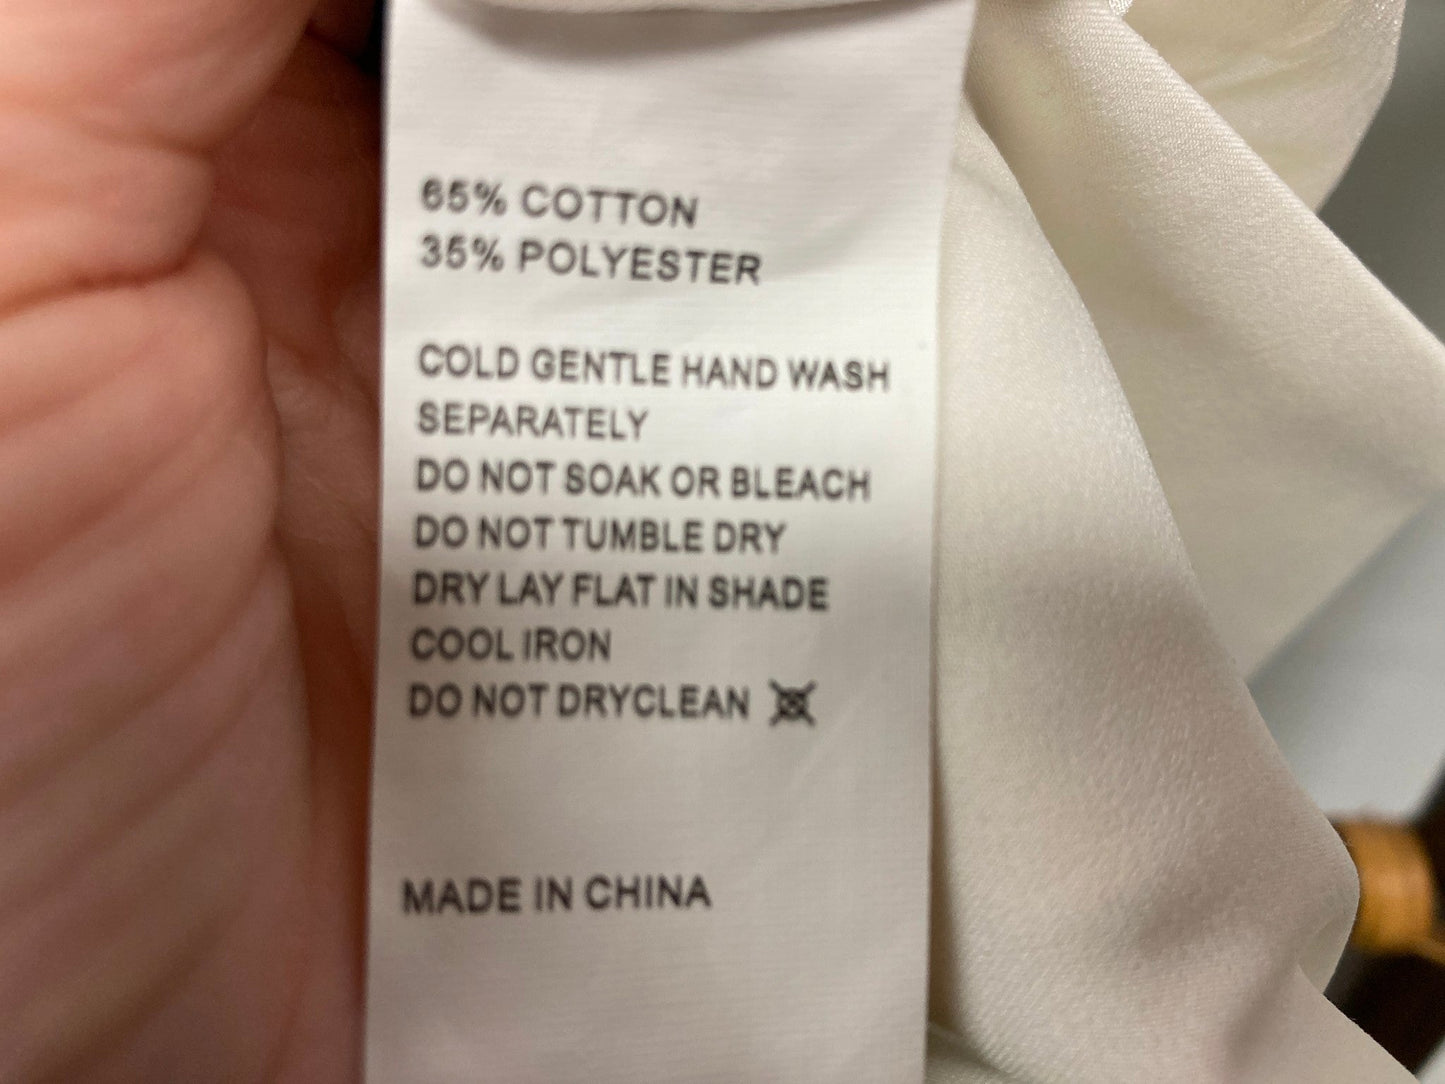 65% COTTON
35% POLYESTER
COLD GENTLE HAND WASH
SEPARATELY
DO NOT SOAK OR BLEACH
DO NOT TUMBLE DRY
DRY LAY FLAT IN SHADE
COOL IRON
DO NOT DRYCLEAN
MADE IN CHINA